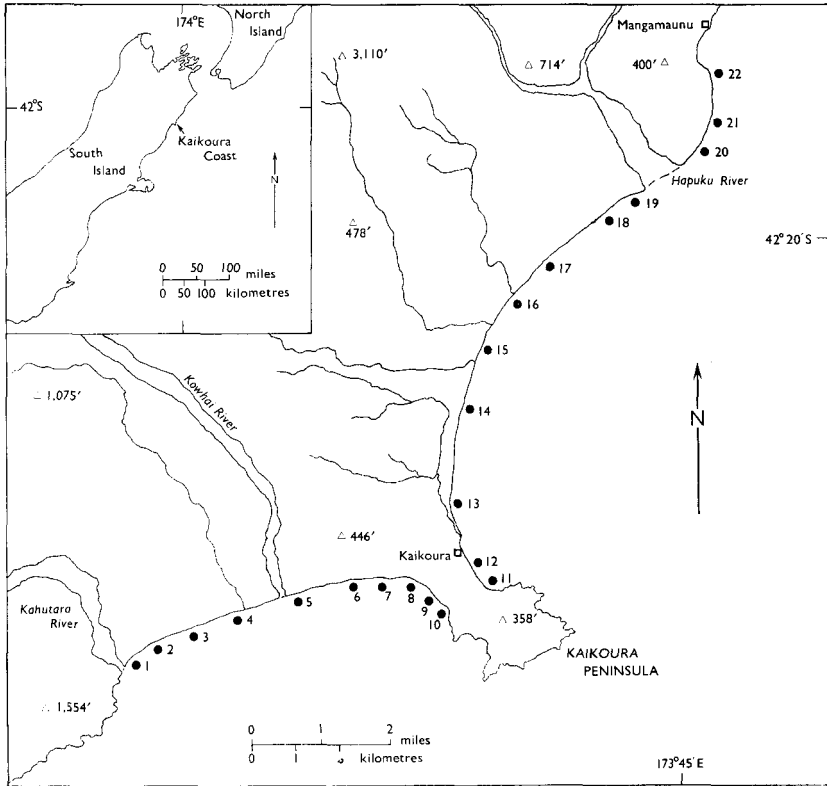 174°E
North
Island
42°S
South
Island
Kaikoura
Coast
N
0 50 100
miles
0 50 100
kilometres
3,110'
714'
Mangamaunu
400'
22
21
20
Hapuku River
19
18
42° 20' S
478'
17
16
15
14
N
1,075'
Kowhai River
13
446'
Kaikoura
12
11
Kahutara
River
1
2
3
4
5
6
7
8
9
10
358'
KAIKOURA
PENINSULA
1,554'
0 1 2
miles
0 1
kilometres
173°45' E